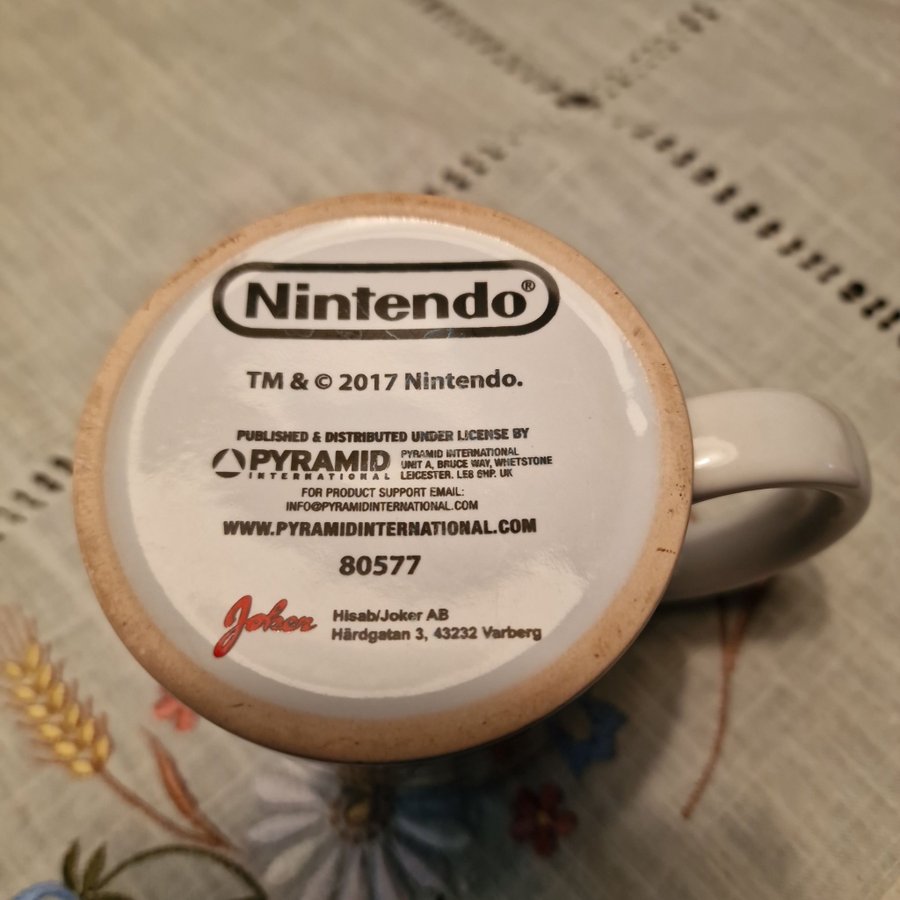 Nintendo®
TM & © 2017 Nintendo.
PUBLISHED & DISTRIBUTED UNDER LICENSE BY
PYRAMID
INTERNATIONAL
PYRAMID INTERNATIONAL
UNIT A, BRUCE WAY, WHETSTONE
LEICESTER. LE8 6HP. UK
FOR PRODUCT SUPPORT EMAIL:
INFO@PYRAMIDINTERNATIONAL.COM
WWW.PYRAMIDINTERNATIONAL.COM
80577
Joker
Hisab/Joker AB
Härdgatan 3, 43232 Varberg